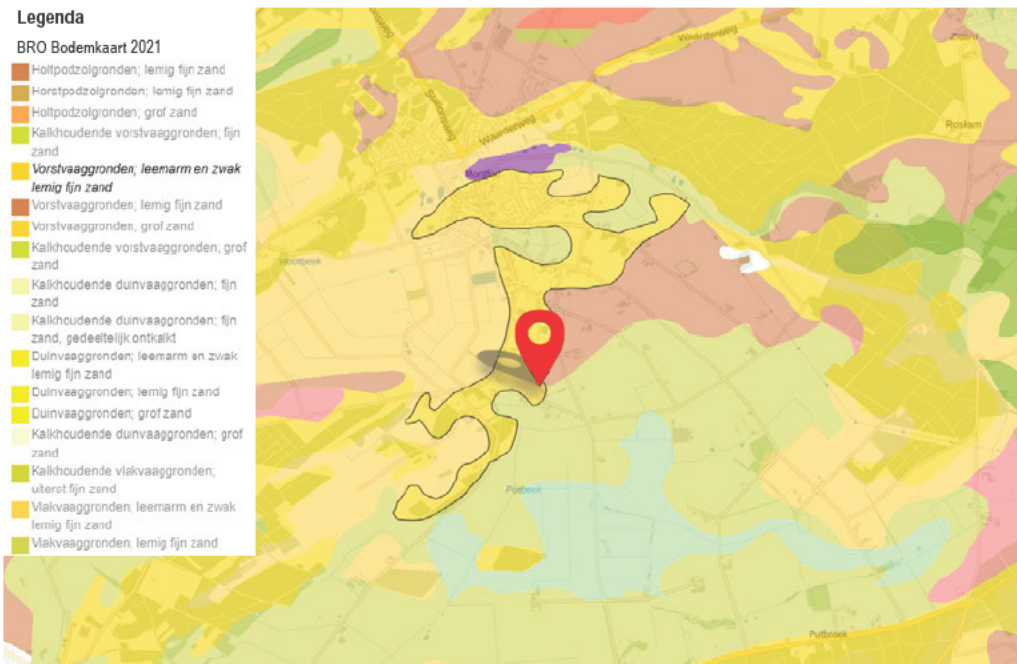 Legenda
BRO Bodemkaart 2021
Holtpodzolgronden; lemig fijn zand
Horstpodzolgronden; lemig fijn zand
Holtpodzolgronden; grof zand
Kalkhoudende vorstvaaggronden; fijn
zand
Vorstvaaggronden; leemarm en zwak
lemig fijn zand
Vorstvaaggronden; lemig fijn zand
Vorstvaaggronden; grof zand
Kalkhoudende vorstvaaggronden; grof
zand
Kalkhoudende duinvaaggronden; fijn
zand
Kalkhoudende duinvaaggronden; fijn
zand, gedeeltelijk ontkalkt
Duinvaaggronden; leemarm en zwak
lemig fijn zand
Duinvaaggronden; lemig fijn zand
Duinvaaggronden; grof zand
Kalkhoudende duinvaaggronden; grof
zand
Kalkhoudende vlakvaaggronden;
uiterst fijn zand
Vlakvaaggronden; leemarm en zwak
lemig fijn zand
Vlakvaaggronden; lemig fijn zand
Waarderweg
Stationsweg
Waarderweg
Roskam
Putbroek